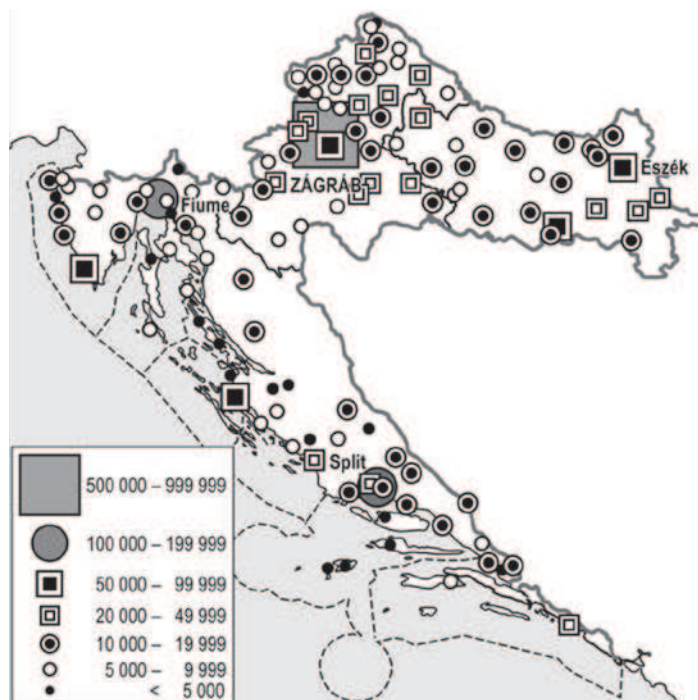 Eszék
ZÁGRÁB
Fiume
Split
500 000 – 999 999
100 000 – 199 999
50 000 – 99 999
20 000 – 49 999
10 000 – 19 999
5 000 – 9 999
< 5 000